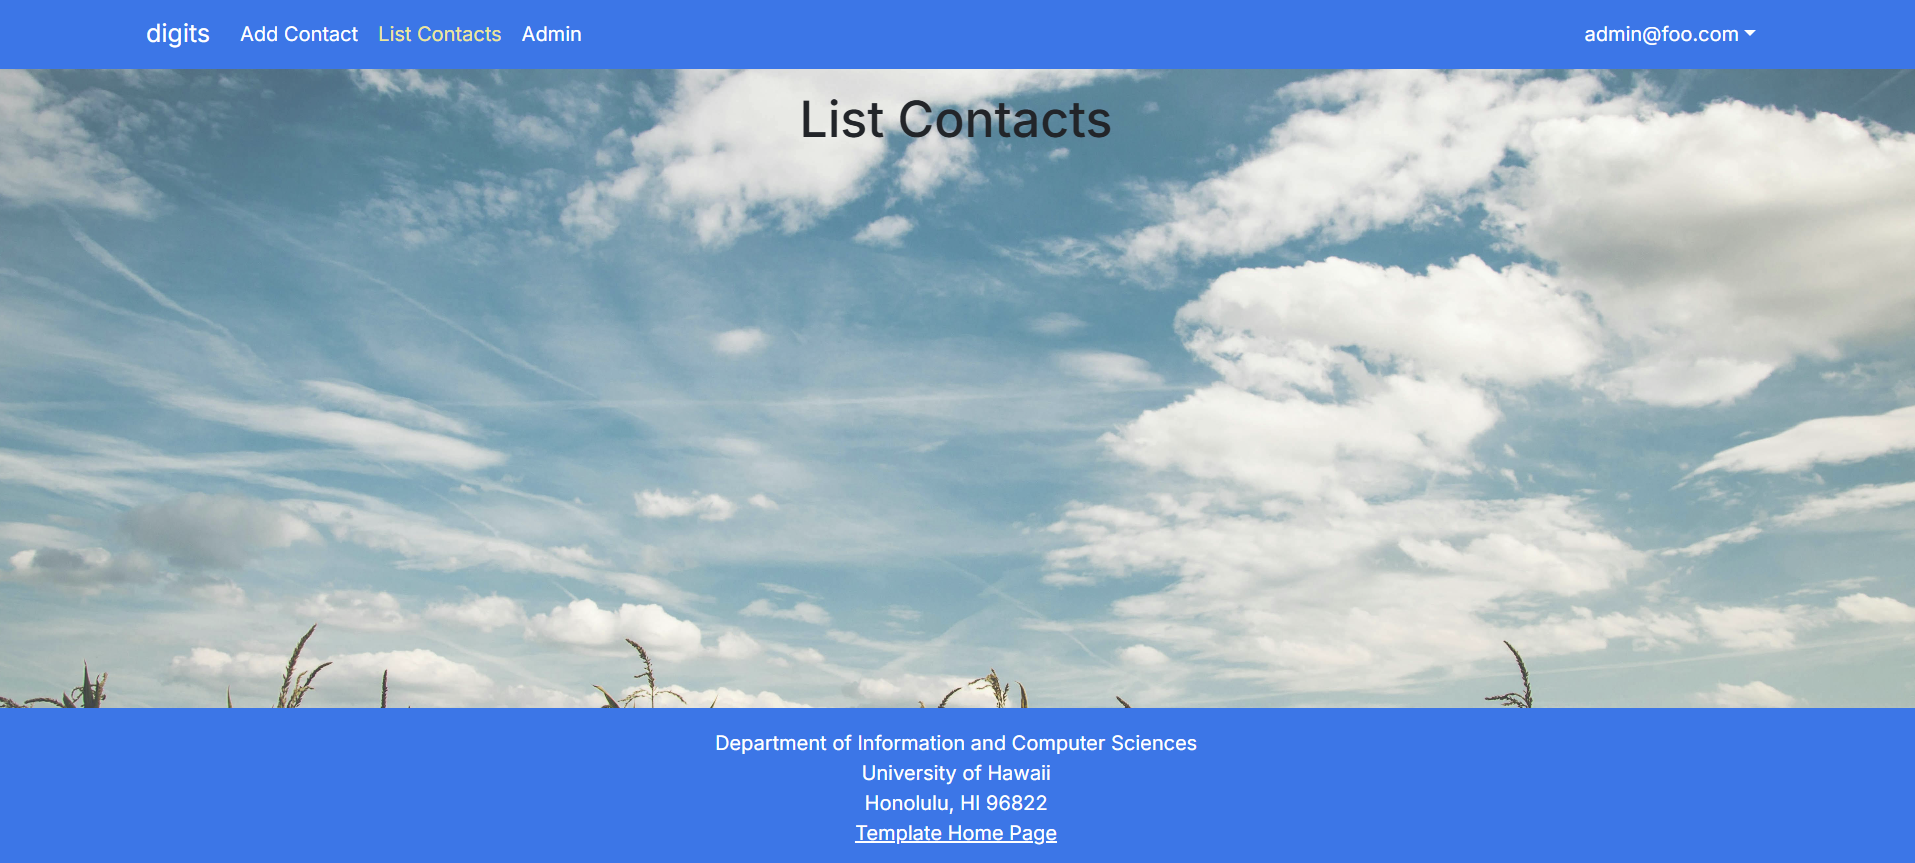 digits Add Contact List Contacts Admin admin@foo.com
List Contacts
Department of Information and Computer Sciences
University of Hawaii
Honolulu, HI 96822
Template Home Page